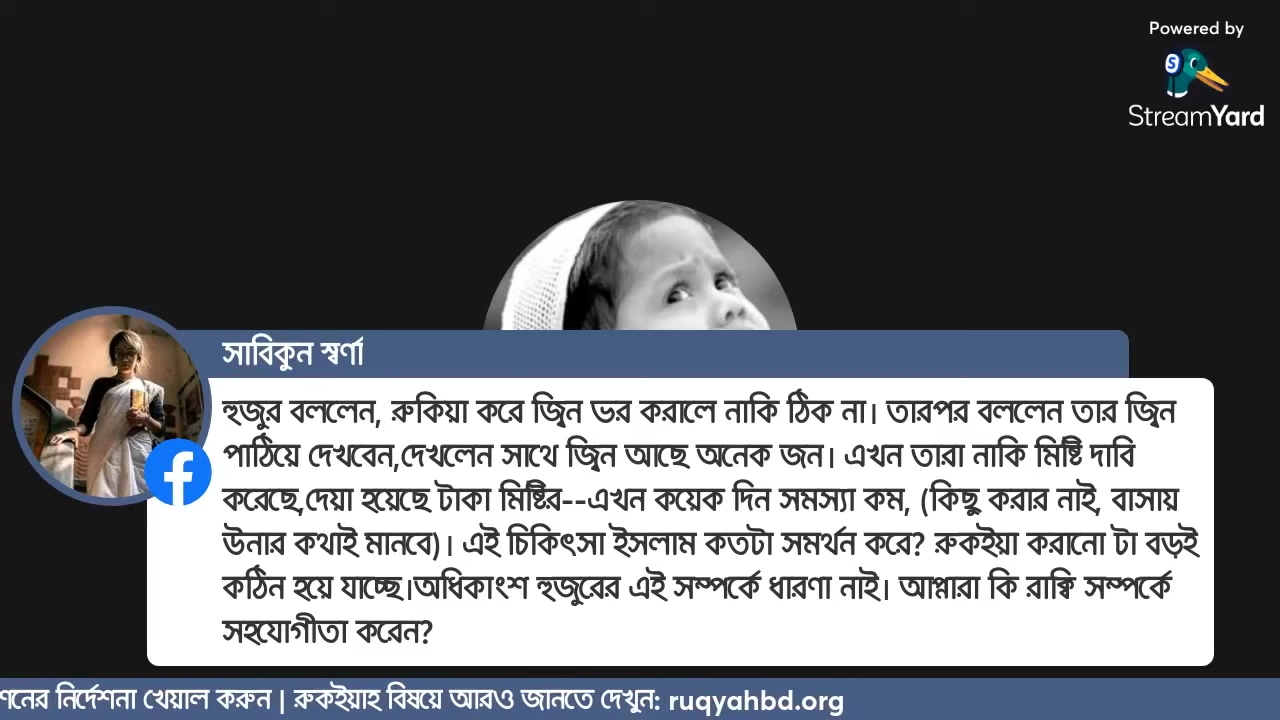 Powered by
StreamYard
সাবিকুন স্বর্ণা
হুজুর বললেন, রুকিয়া করে জ্বিন ভর করালে নাকি ঠিক না। তারপর বললেন তার জ্বিন
পাঠিয়ে দেখবেন,দেখলেন সাথে জ্বিন আছে অনেক জন। এখন তারা নাকি মিষ্টি দাবি
করেছে,দেয়া হয়েছে টাকা মিষ্টির--এখন কয়েক দিন সমস্যা কম, (কিছু করার নাই, বাসায়
উনার কথাই মানবে)। এই চিকিৎসা ইসলাম কতটা সমর্থন করে? রুকইয়া করানো টা বড়ই
কঠিন হয়ে যাচ্ছে।অধিকাংশ হুজুরের এই সম্পর্কে ধারণা নাই। আপ্নারা কি রাক্বি সম্পর্কে
সহযোগীতা করেন?
শনের নির্দেশনা খেয়াল করুন | রুকইয়াহ বিষয়ে আরও জানতে দেখুন: ruqyahbd.org